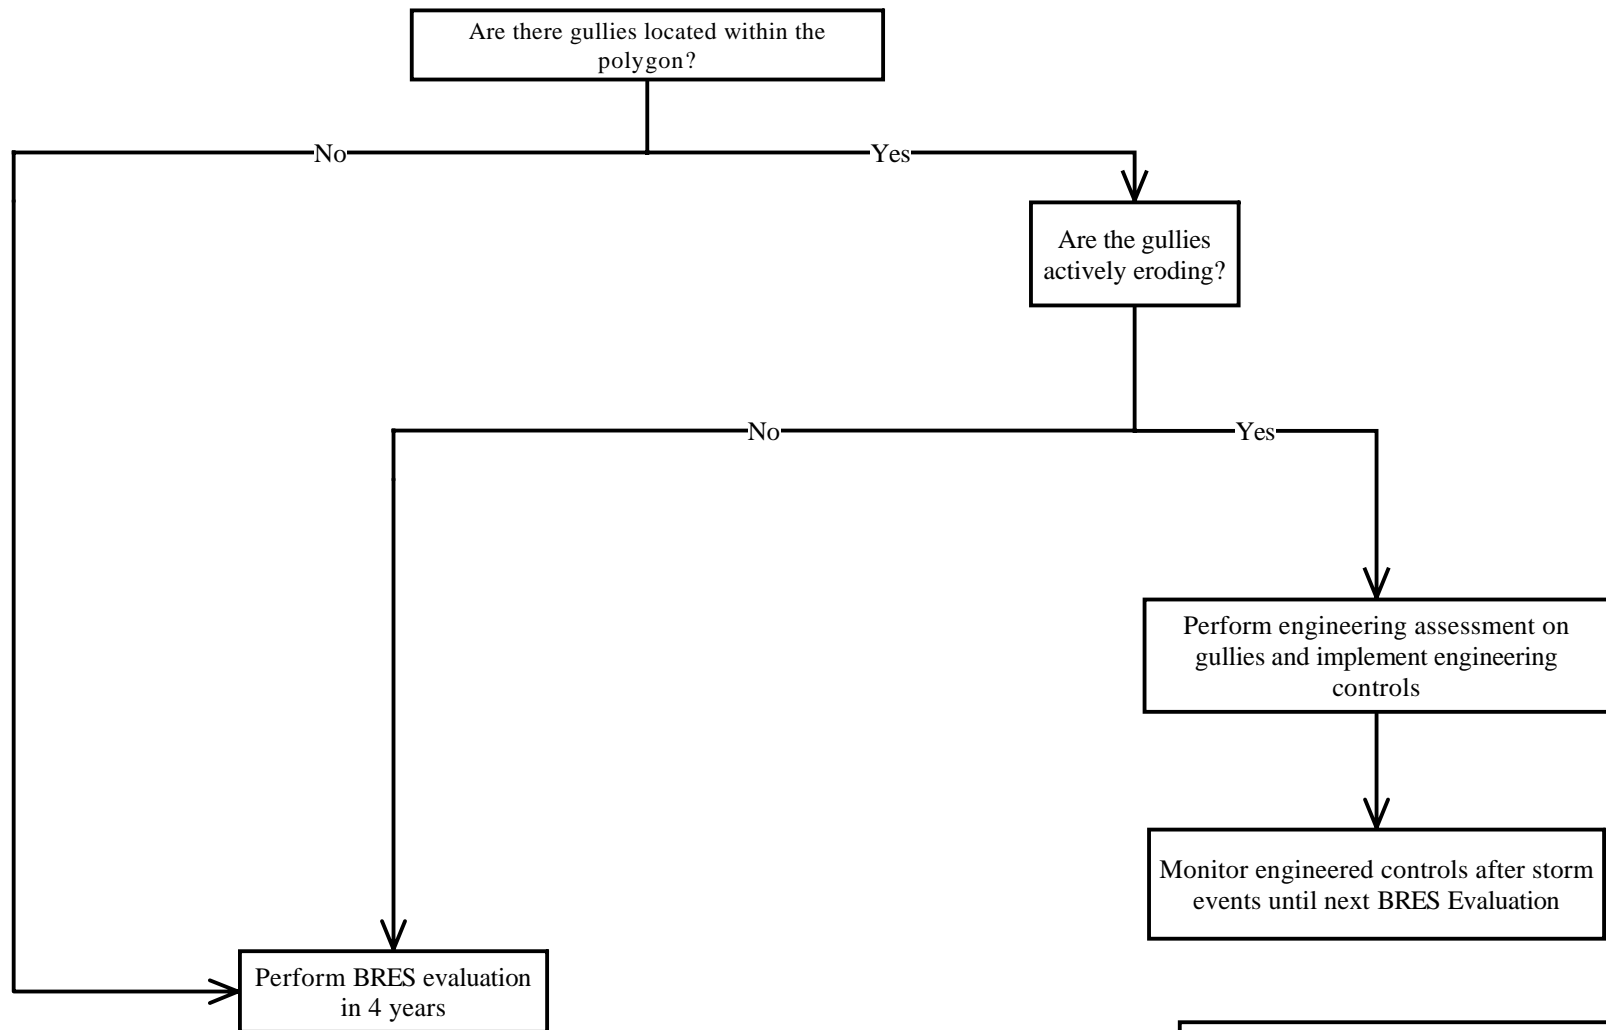 Are there gullies located within the
polygon?
No
Yes
Are the gullies
actively eroding?
No
Yes
Perform engineering assessment on
gullies and implement engineering
controls
Monitor engineered controls after storm
events until next BRES Evaluation
Perform BRES evaluation
in 4 years